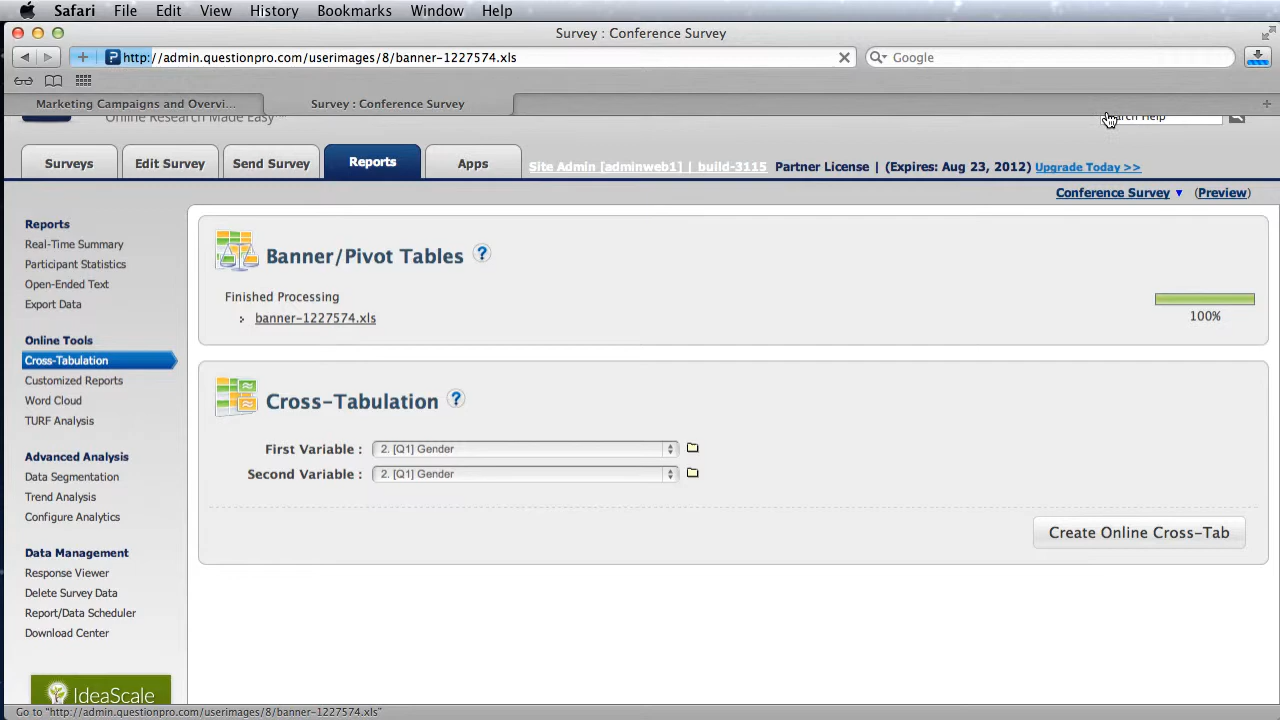 Safari File Edit View History Bookmarks Window Help
Survey : Conference Survey
http://admin.questionpro.com/userimages/8/banner-1227574.xls
Google
Marketing Campaigns and Overvi...
Survey : Conference Survey
Online Research Made Easy™
Search Help
Surveys
Edit Survey
Send Survey
Reports
Apps
Site Admin [adminweb1] | build-3115 Partner License | (Expires: Aug 23, 2012) Upgrade Today >>
Conference Survey ▼ (Preview)
Reports
Real-Time Summary
Participant Statistics
Open-Ended Text
Export Data
Online Tools
Cross-Tabulation
Customized Reports
Word Cloud
TURF Analysis
Advanced Analysis
Data Segmentation
Trend Analysis
Configure Analytics
Data Management
Response Viewer
Delete Survey Data
Report/Data Scheduler
Download Center
IdeaScale
Banner/Pivot Tables ?
Finished Processing
banner-1227574.xls
100%
Cross-Tabulation ?
First Variable : 2. [Q1] Gender
Second Variable : 2. [Q1] Gender
Create Online Cross-Tab
Go to "http://admin.questionpro.com/userimages/8/banner-1227574.xls"